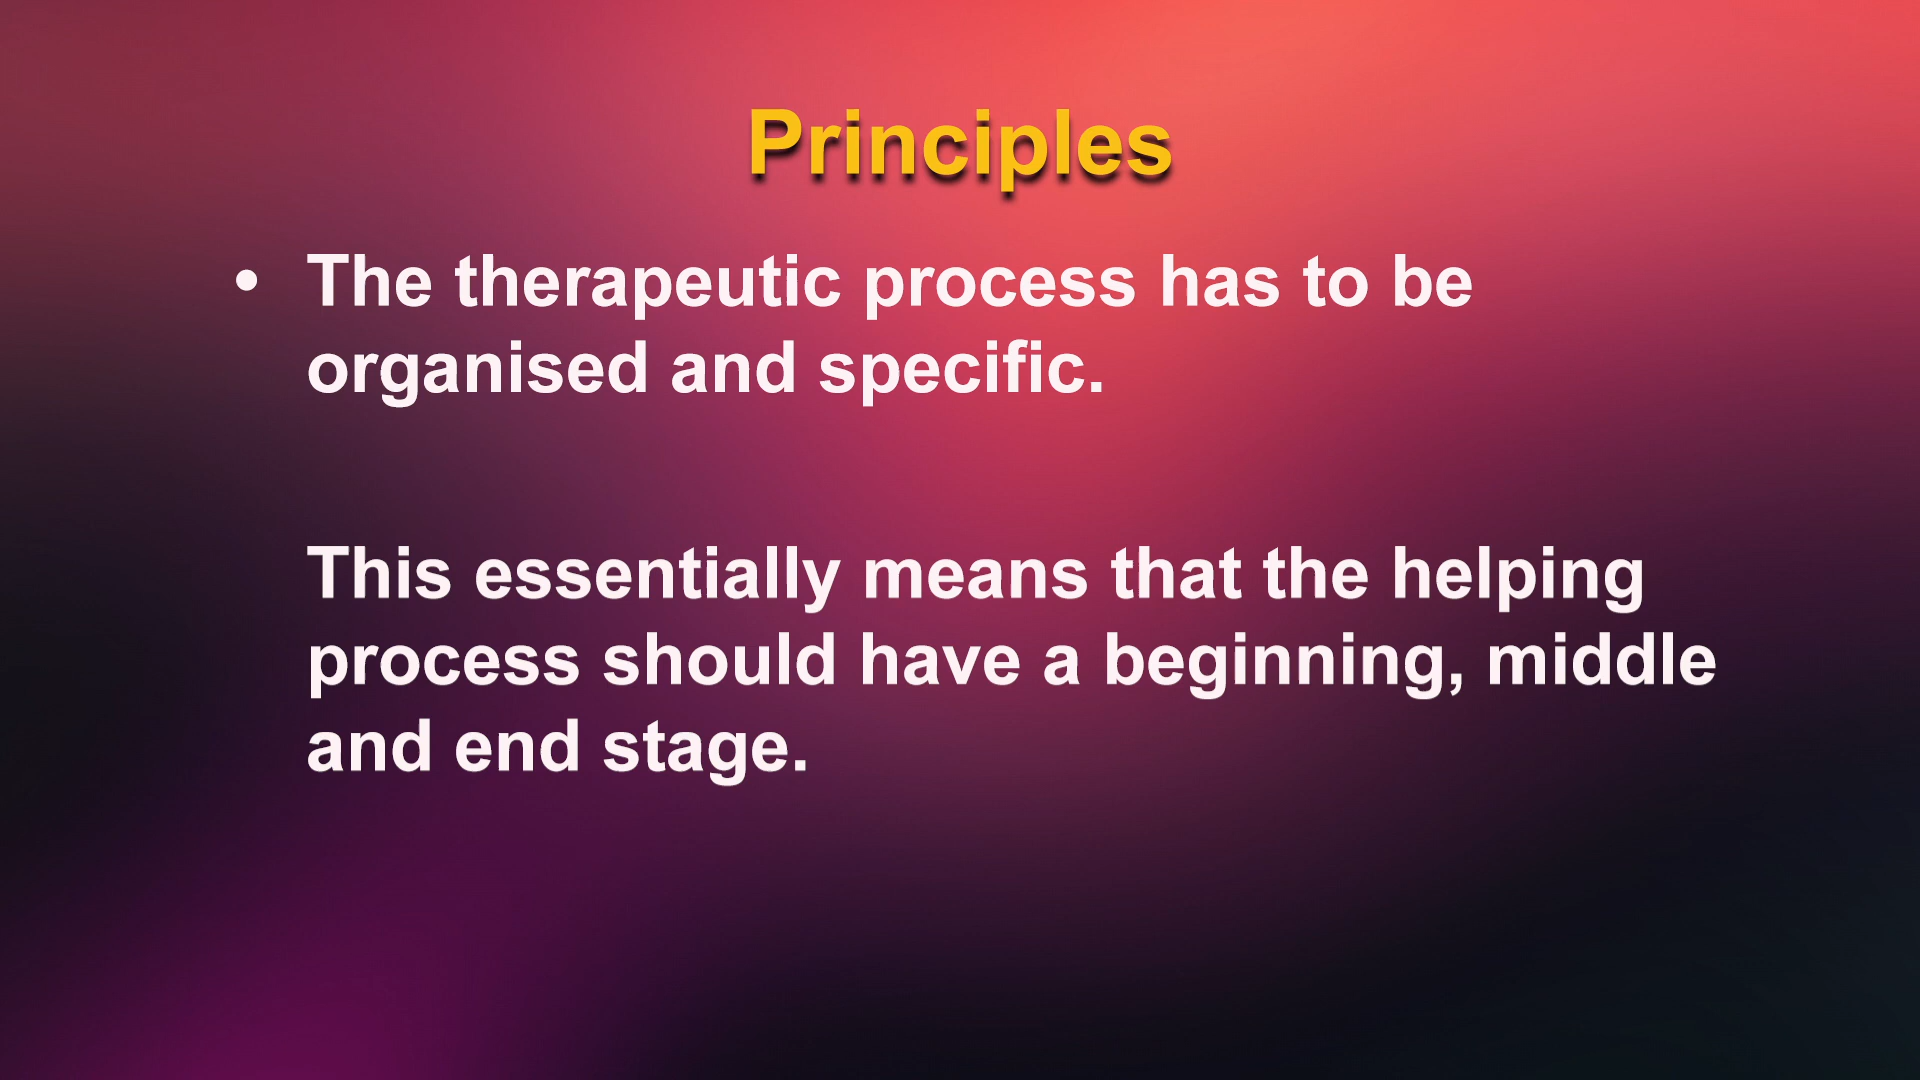 Principles
• The therapeutic process has to be
organised and specific.
This essentially means that the helping
process should have a beginning, middle
and end stage.